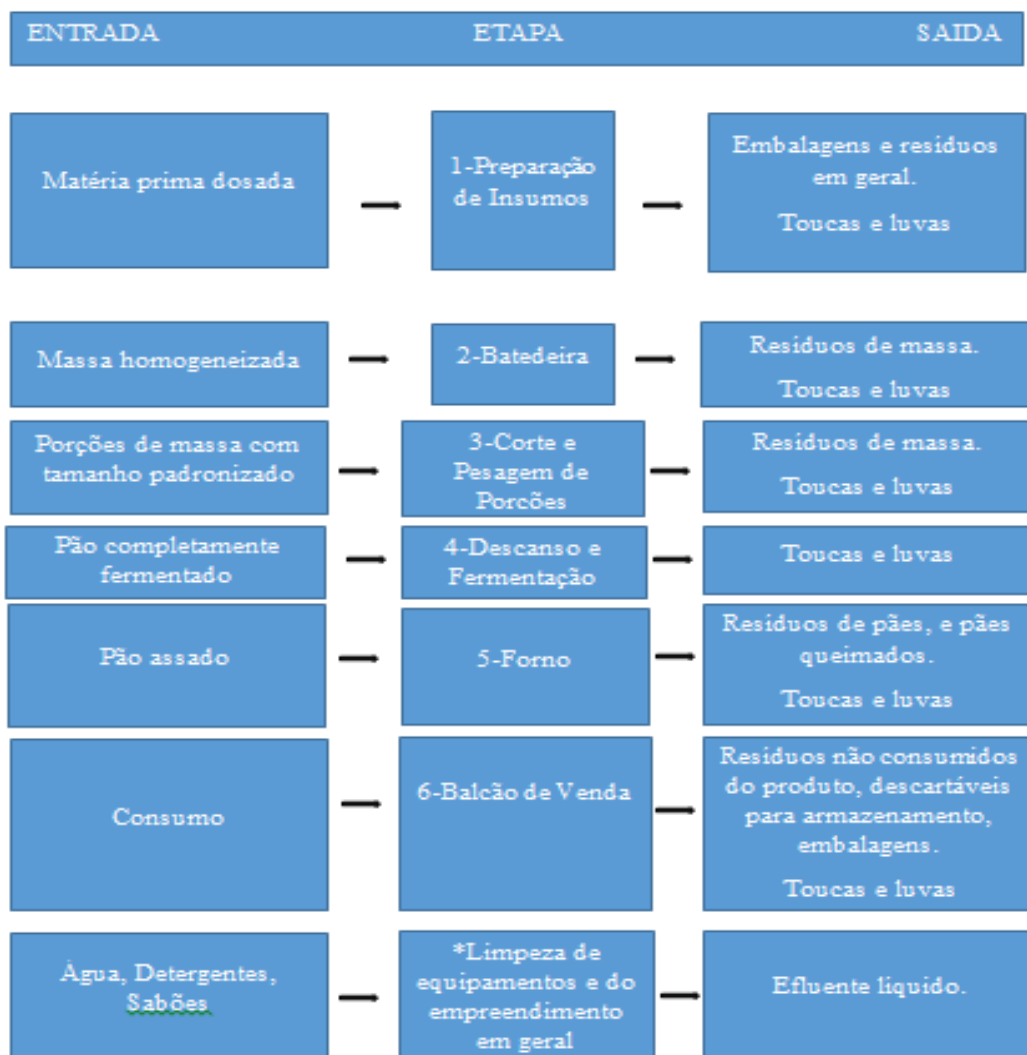 ENTRADA ETAPA SAIDA
Matéria prima dosada
1-Preparação
de Insumos
Embalagens e resíduos
em geral.
Toucas e luvas
Massa homogeneizada
2-Batedeira
Resíduos de massa.
Toucas e luvas
Porções de massa com
tamanho padronizado
3-Corte e
Pesagem de
Porcões
Resíduos de massa.
Toucas e luvas
Pão completamente
fermentado
4-Descanso e
Fermentação
Toucas e luvas
Pão assado
5-Forno
Resíduos de pães, e pães
queimados.
Toucas e luvas
Consumo
6-Balcão de Venda
Resíduos não consumidos
do produto, descartáveis
para armazenamento,
embalagens.
Toucas e luvas
Água, Detergentes,
Sabões
*Limpeza de
equipamentos e do
empreendimento
em geral
Efluente liquido.